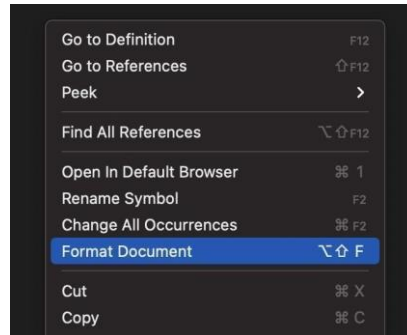 Go to Definition F12
Go to References ⇧F12
Peek >
Find All References ⌥⇧F12
Open In Default Browser ⌘ 1
Rename Symbol F2
Change All Occurrences ⌘ F2
Format Document ⌥⇧ F
Cut ⌘ X
Copy ⌘ C